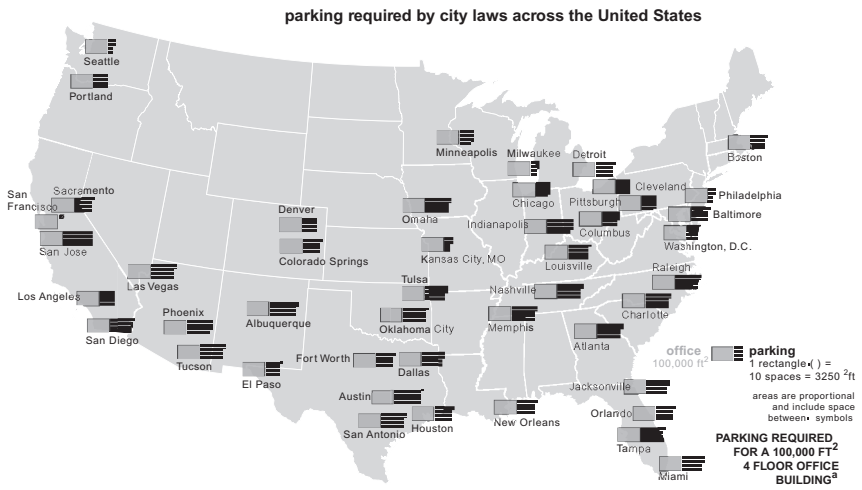 parking required by city laws across the United States
Seattle
Portland
Minneapolis
Milwaukee
Detroit
Boston
San
Francisco
Sacramento
Denver
Omaha
Chicago
Pittsburgh
Cleveland
Philadelphia
Baltimore
Indianapolis
Columbus
Washington, D.C.
San Jose
Colorado Springs
Kansas City, MO
Louisville
Las Vegas
Tulsa
Nashville
Raleigh
Los Angeles
Phoenix
Albuquerque
Oklahoma City
Memphis
Charlotte
San Diego
Tucson
Fort Worth
Dallas
Atlanta
El Paso
Austin
Jacksonville
San Antonio
Houston
New Orleans
Orlando
Tampa
Miami
office
100,000 ft2
parking
1 rectangle ( ) =
10 spaces = 3250 2ft
areas are proportional
and include space
between symbols
PARKING REQUIRED
FOR A 100,000 FT2
4 FLOOR OFFICE
BUILDINGa